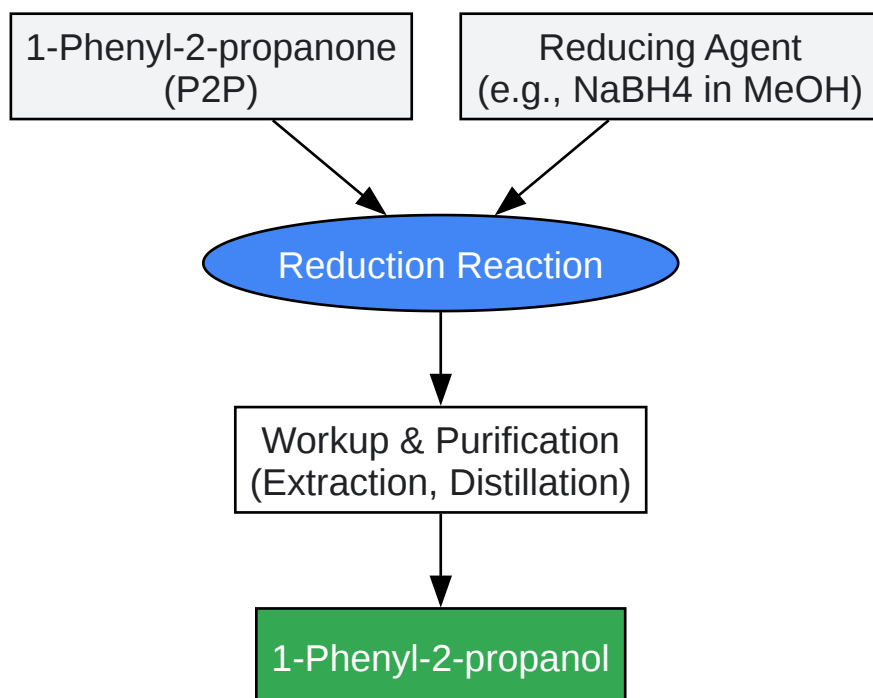 1-Phenyl-2-propanone
(P2P)
Reducing Agent
(e.g., NaBH4 in MeOH)
Reduction Reaction
Workup & Purification
(Extraction, Distillation)
1-Phenyl-2-propanol